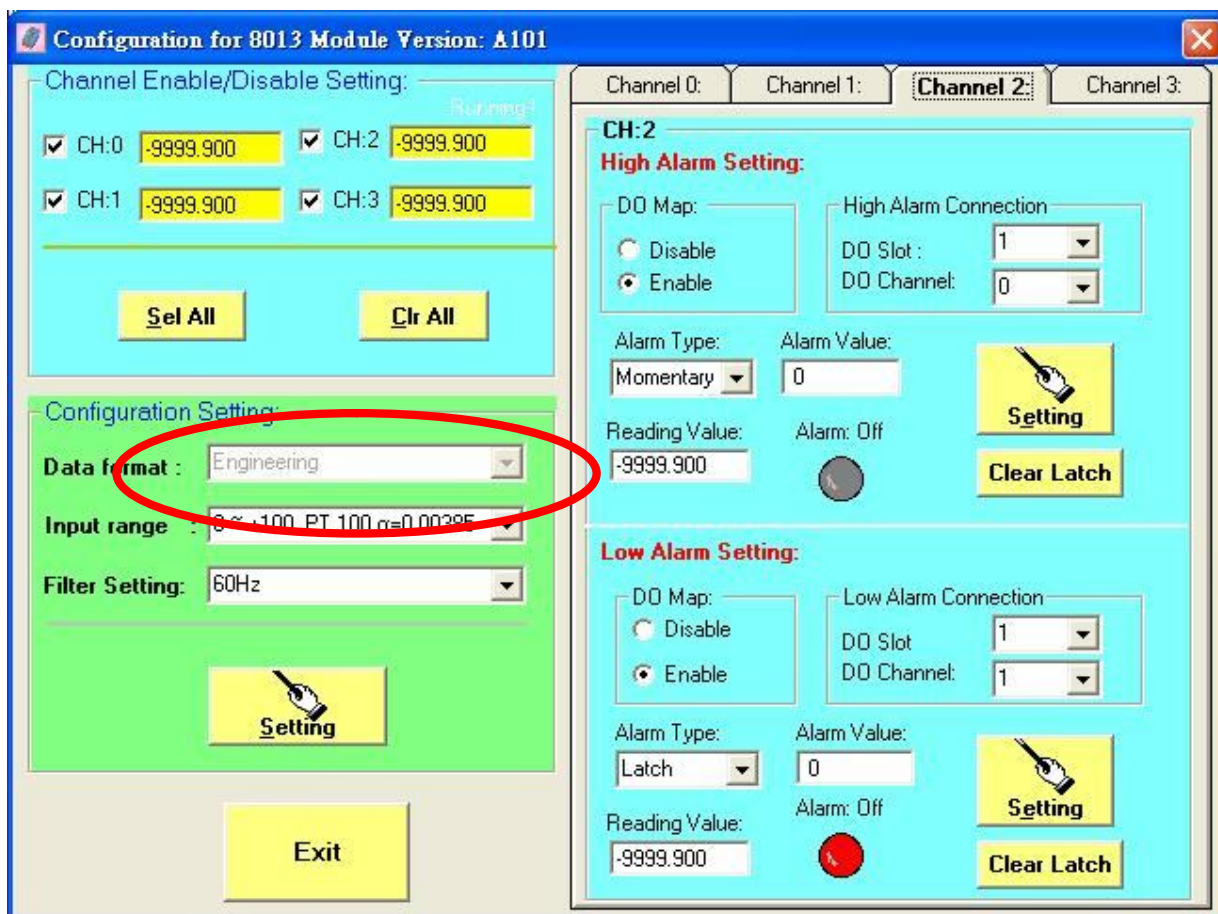 Configuration for 8013 Module Version: A101
Channel Enable/Disable Setting:
Running!
CH:0 -9999.900
CH:2 -9999.900
CH:1 -9999.900
CH:3 -9999.900
Sel All
Clr All
Configuration Setting:
Data format : Engineering
Input range : 0 ~ +100, PT 100 α=0.00385
Filter Setting: 60Hz
Setting
Exit
Channel 0:
Channel 1:
Channel 2:
Channel 3:
CH:2
High Alarm Setting:
DO Map:
Disable
Enable
High Alarm Connection
DO Slot : 1
DO Channel: 0
Alarm Type:
Momentary
Alarm Value:
0
Setting
Reading Value:
-9999.900
Alarm: Off
Clear Latch
Low Alarm Setting:
DO Map:
Disable
Enable
Low Alarm Connection
DO Slot 1
DO Channel: 1
Alarm Type:
Latch
Alarm Value:
0
Setting
Reading Value:
-9999.900
Alarm: Off
Clear Latch